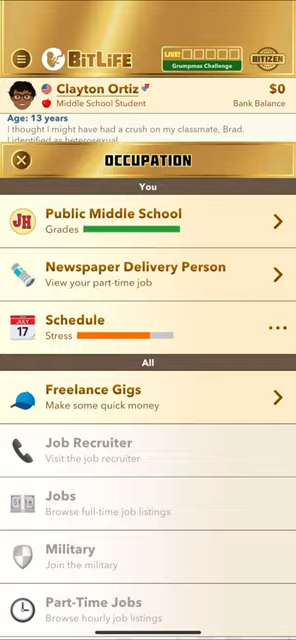 BitLife
LIVE!
Grumpmas Challenge
BITIZEN
Clayton Ortiz
$0
Middle School Student
Bank Balance
Age: 13 years
I thought I might have had a crush on my classmate, Brad.
I identified as heterosexual
OCCUPATION
You
JH
Public Middle School
Grades
Newspaper Delivery Person
View your part-time job
JULY
17
Schedule
Stress
All
Freelance Gigs
Make some quick money
Job Recruiter
Visit the job recruiter
Jobs
Browse full-time job listings
Military
Join the military
Part-Time Jobs
Browse hourly job listings